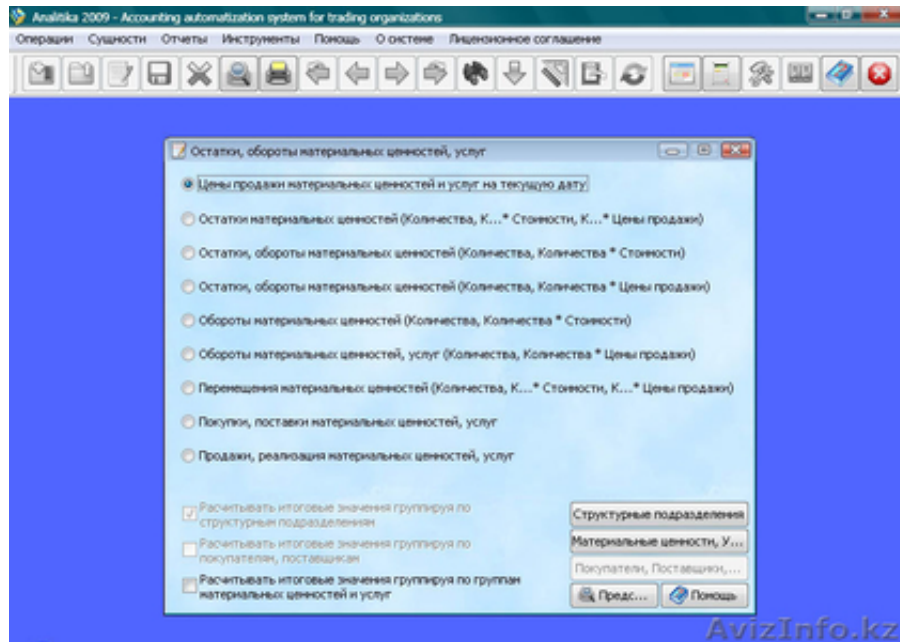 Analitika 2009 - Accounting automatization system for trading organizations
Операции Сущности Отчеты Инструменты Помощь О системе Лицензионное соглашение
Остатки, обороты материальных ценностей, услуг
Цены продажи материальных ценностей и услуг на текущую дату
Остатки материальных ценностей (Количества, К...* Стоимости, К...* Цены продажи)
Остатки, обороты материальных ценностей (Количества, Количества * Стоимости)
Остатки, обороты материальных ценностей (Количества, Количества * Цены продажи)
Обороты материальных ценностей (Количества, Количества * Стоимости)
Обороты материальных ценностей, услуг (Количества, Количества * Цены продажи)
Перемещения материальных ценностей (Количества, К...* Стоимости, К...* Цены продажи)
Покупки, поставки материальных ценностей, услуг
Продажи, реализация материальных ценностей, услуг
Расчитывать итоговые значения группируя по
структурным подразделениям
Расчитывать итоговые значения группируя по
покупателям, поставщикам
Расчитывать итоговые значения группируя по группам
материальных ценностей и услуг
Структурные подразделения
Материальные ценности, У...
Покупатели, Поставщики,...
Предс... Помощь
AvizInfo.kz